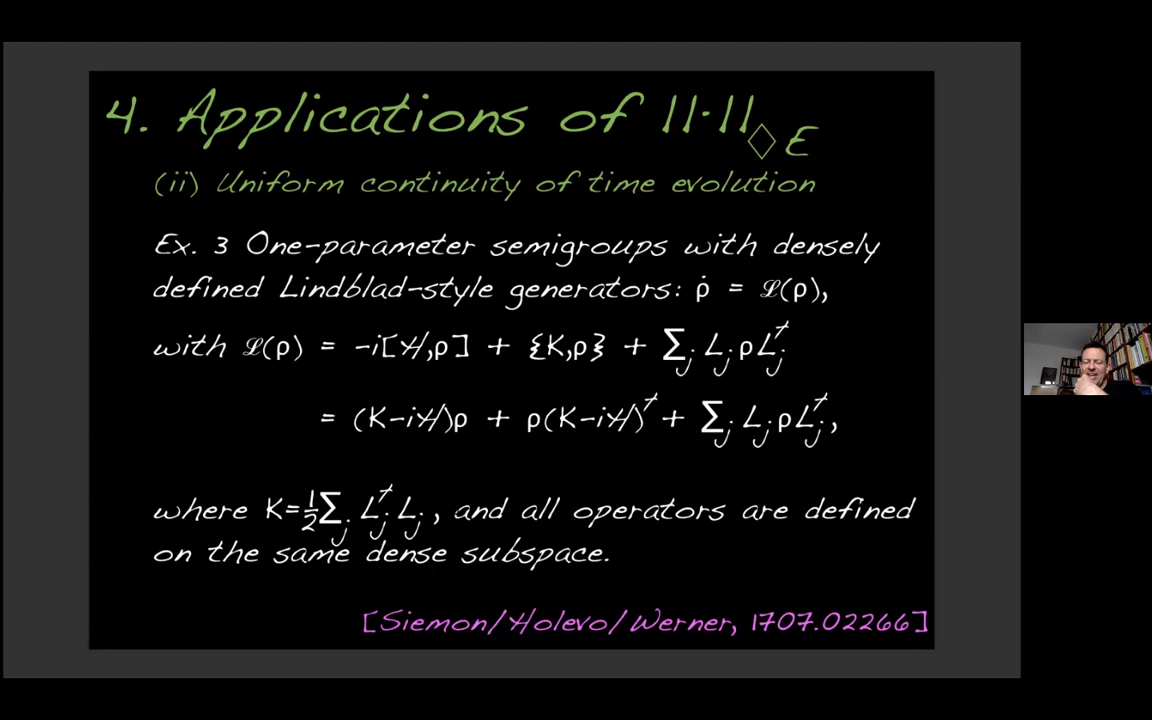 4. Applications of ||·||◇E
(ii) Uniform continuity of time evolution
Ex. 3 One-parameter semigroups with densely
defined Lindblad-style generators: ρ̇ = ℒ(ρ),
with ℒ(ρ) = -i[H,ρ] + {K,ρ} + Σj LjρLj†
= (K-iH)ρ + ρ(K-iH)† + Σj LjρLj†,
where K=½Σj Lj†Lj, and all operators are defined
on the same dense subspace.
[Siemon/Holevo/Werner, 1707.02266]